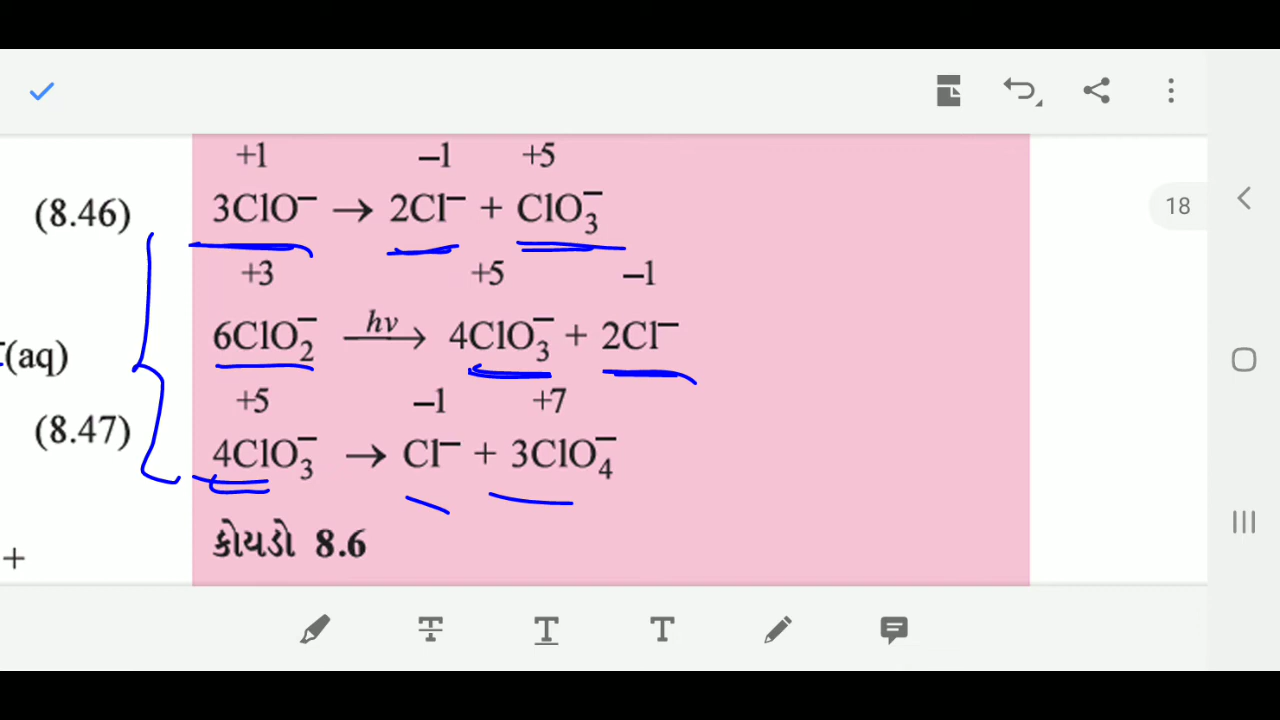 +1 –1 +5
(8.46) 3ClO⁻ → 2Cl⁻ + ClO₃⁻
18
+3 +5 –1
6ClO₂⁻ —hν→ 4ClO₃⁻ + 2Cl⁻
⁻(aq)
+5 –1 +7
(8.47) 4ClO₃⁻ → Cl⁻ + 3ClO₄⁻
+ કોયડો 8.6